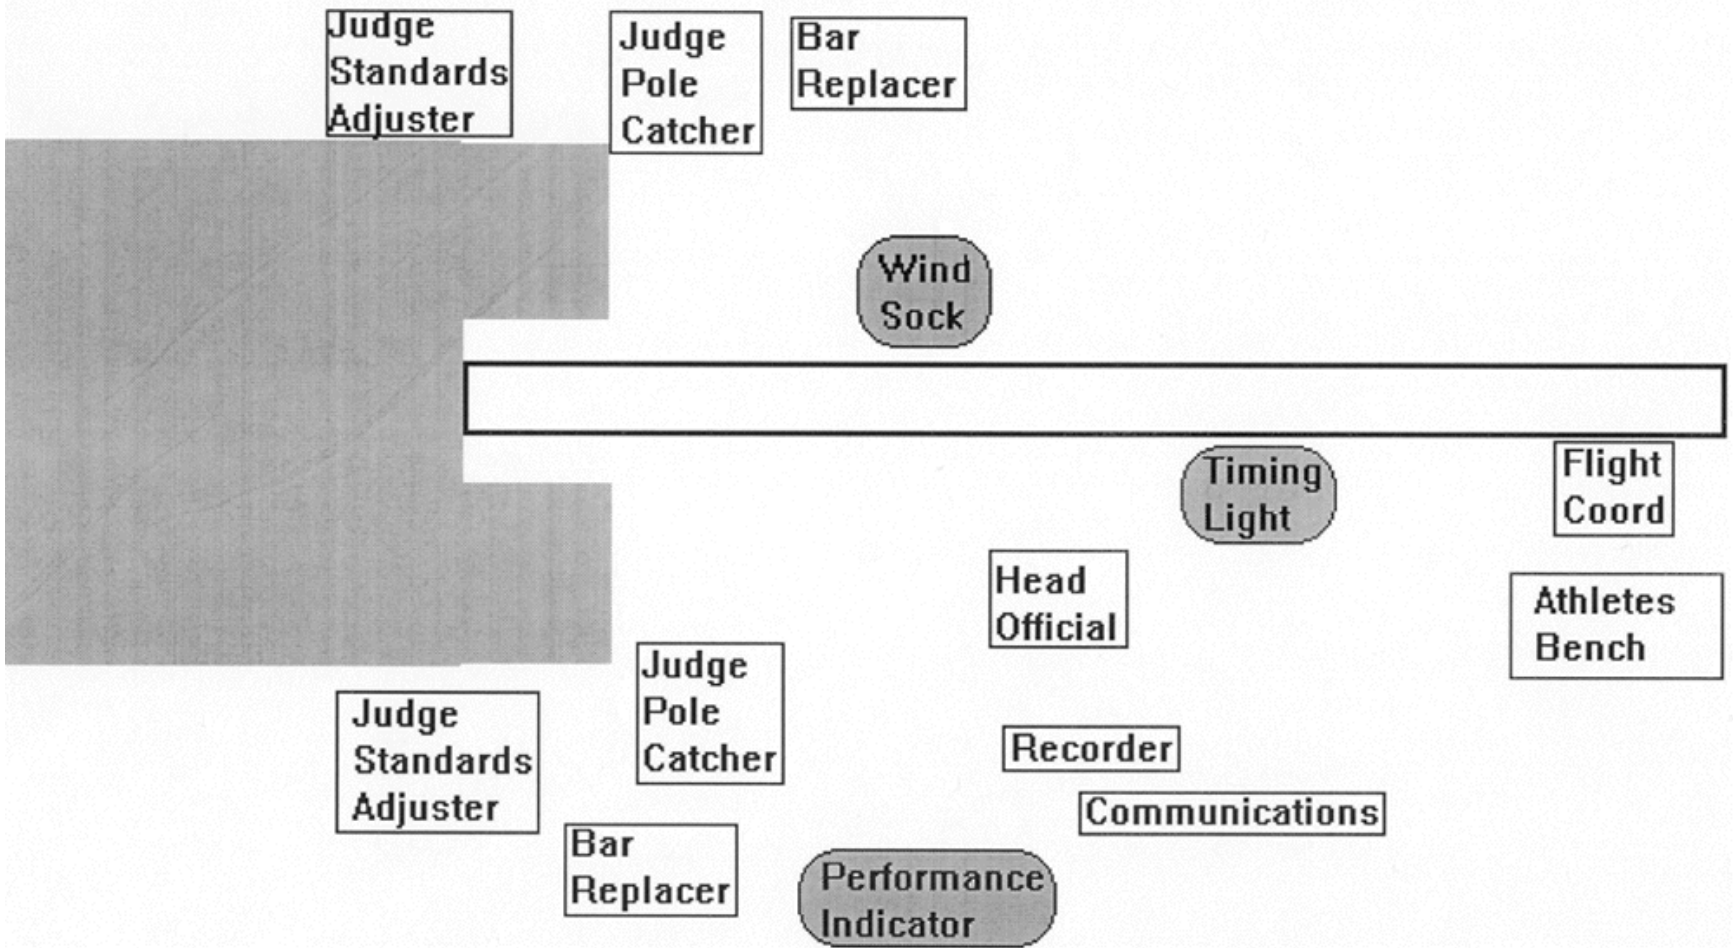 Judge
Standards
Adjuster
Judge
Pole
Catcher
Bar
Replacer
Wind
Sock
Timing
Light
Flight
Coord
Head
Official
Athletes
Bench
Judge
Pole
Catcher
Judge
Standards
Adjuster
Recorder
Communications
Bar
Replacer
Performance
Indicator